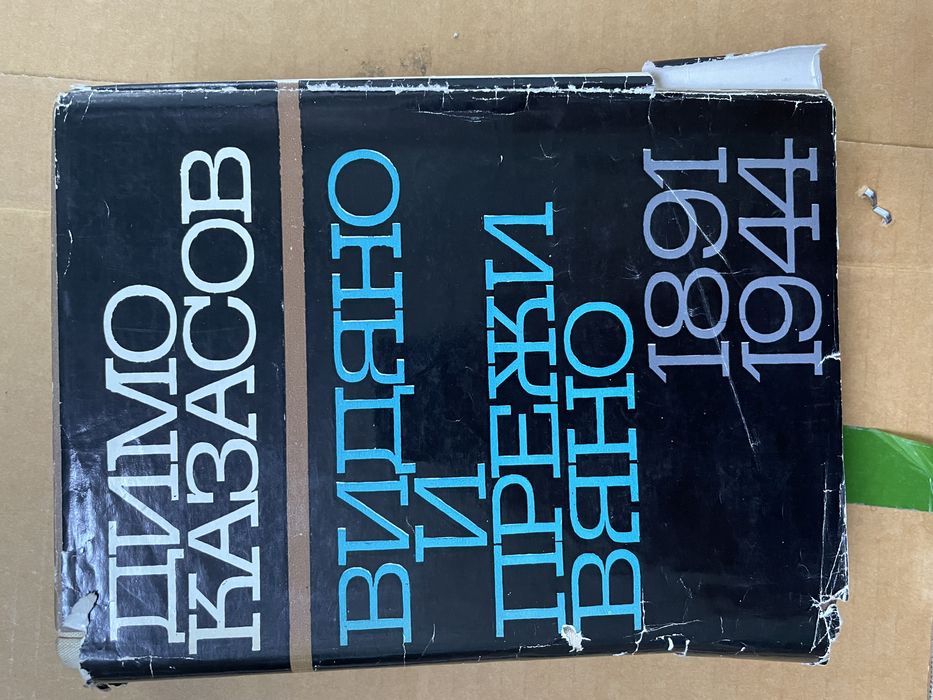 ДИМО
КАЗАСОВ
ВИДЯНО
И
ПРЕЖИ
ВЯНО
1891
1944